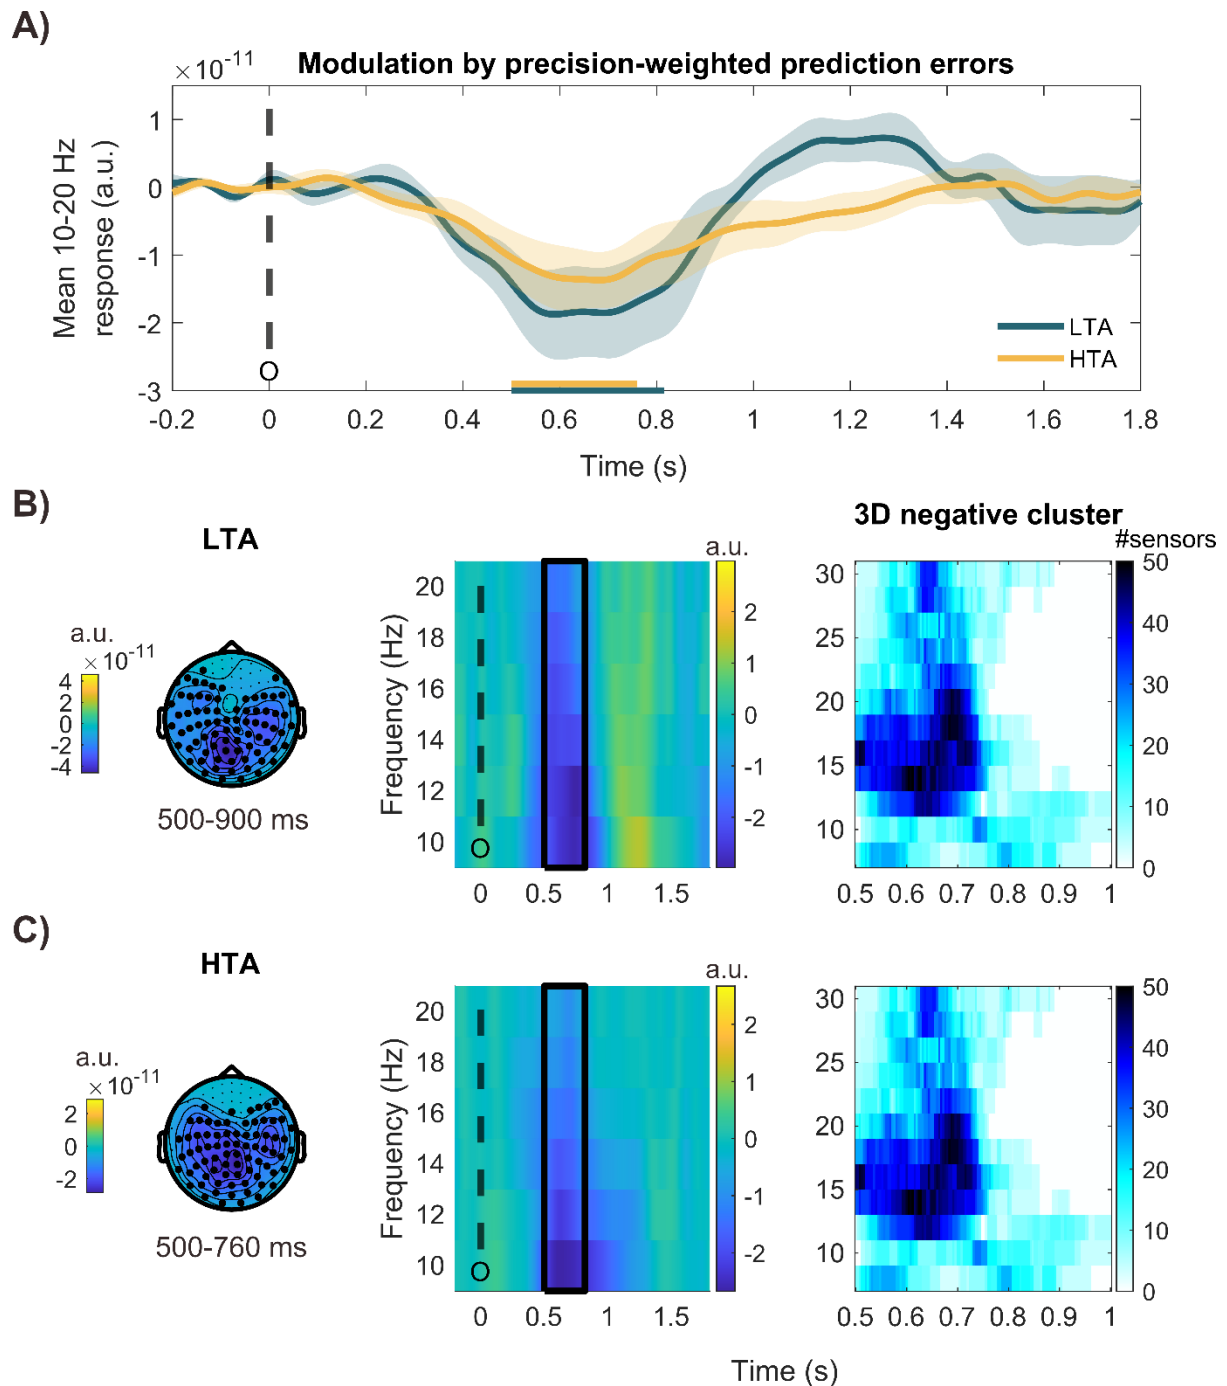 A)
× 10-11
Modulation by precision-weighted prediction errors
Mean 10-20 Hz
response (a.u.)
1
0
-1
-2
-3
O
LTA
HTA
-0.2 0 0.2 0.4 0.6 0.8 1 1.2 1.4 1.6 1.8
Time (s)
B)
LTA
a.u.
× 10-11
4
2
0
-2
-4
500-900 ms
a.u.
Frequency (Hz)
20
18
16
14
12
10
O
0 0.5 1 1.5
2
1
0
-1
-2
3D negative cluster
#sensors
30
25
20
15
10
0.5 0.6 0.7 0.8 0.9 1
50
40
30
20
10
0
C)
HTA
a.u.
× 10-11
2
0
-2
500-760 ms
a.u.
Frequency (Hz)
20
18
16
14
12
10
O
0 0.5 1 1.5
2
1
0
-1
-2
30
25
20
15
10
0.5 0.6 0.7 0.8 0.9 1
50
40
30
20
10
0
Time (s)